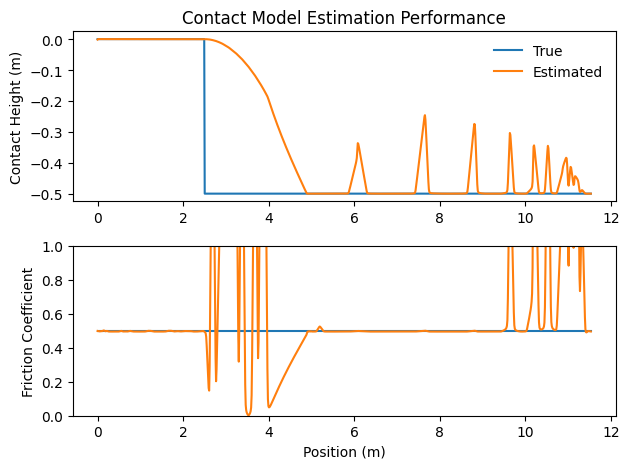 Contact Model Estimation Performance
Contact Height (m)
0.0
−0.1
−0.2
−0.3
−0.4
−0.5
True
Estimated
0 2 4 6 8 10 12
Friction Coefficient
1.0
0.8
0.6
0.4
0.2
0.0
0 2 4 6 8 10 12
Position (m)